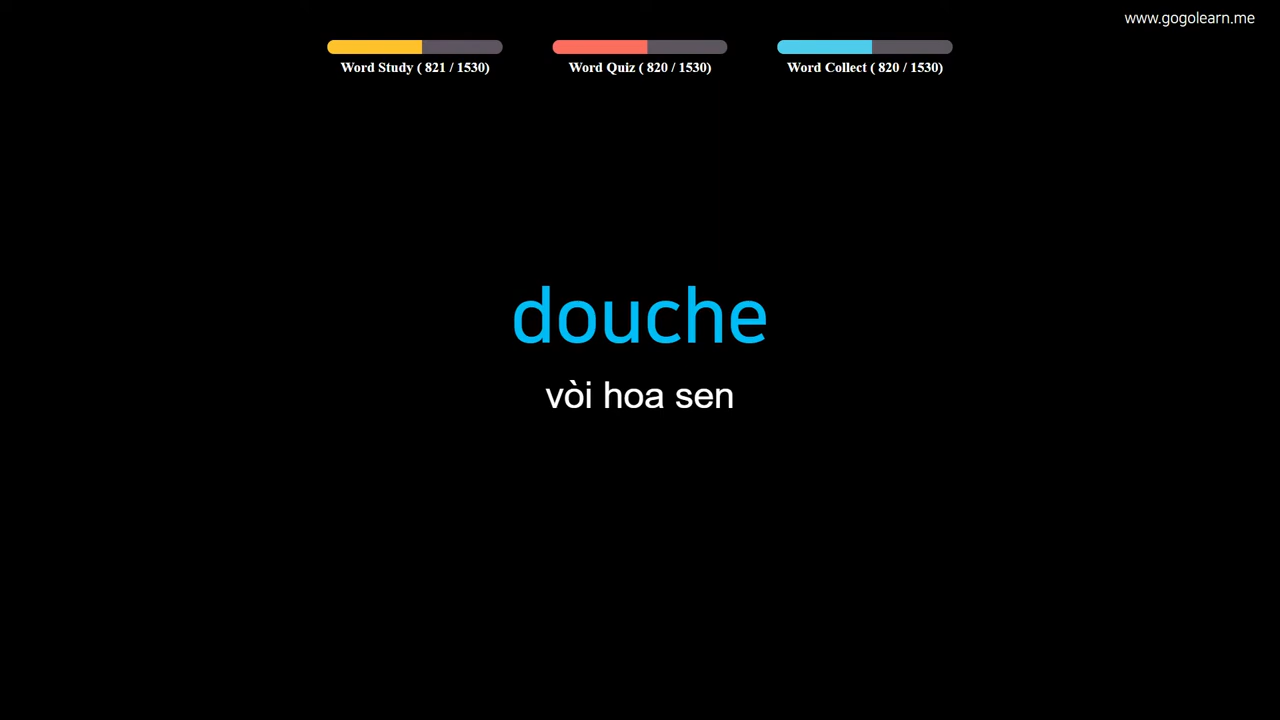 www.gogolearn.me
Word Study ( 821 / 1530)
Word Quiz ( 820 / 1530)
Word Collect ( 820 / 1530)
douche
vòi hoa sen